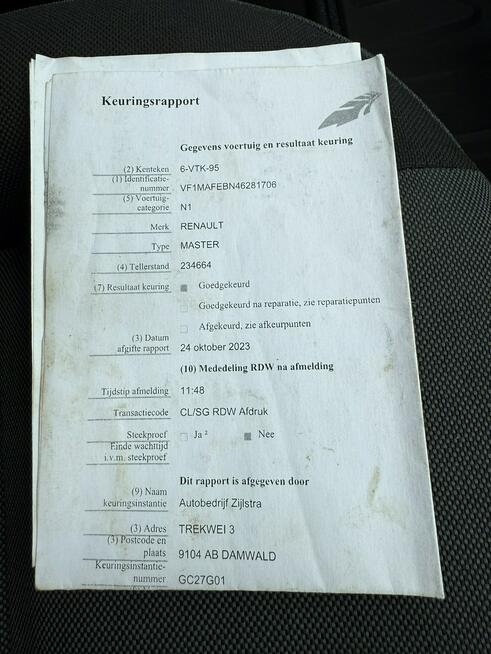 Keuringsrapport
Gegevens voertuig en resultaat keuring
(2) Kenteken 6-VTK-95
(1) Identificatie-
nummer VF1MAFEBN46281706
(5) Voertuig-
categorie N1
Merk RENAULT
Type MASTER
(4) Tellerstand 234664
(7) Resultaat keuring Goedgekeurd
Goedgekeurd na reparatie, zie reparatiepunten
Afgekeurd, zie afkeurpunten
(3) Datum
afgifte rapport 24 oktober 2023
(10) Mededeling RDW na afmelding
Tijdstip afmelding 11:48
Transactiecode CL/SG RDW Afdruk
Steekproef Ja ² Nee
Einde wachttijd
i.v.m. steekproef
Dit rapport is afgegeven door
(9) Naam
keuringsinstantie Autobedrijf Zijlstra
(3) Adres TREKWEI 3
(3) Postcode en
plaats 9104 AB DAMWALD
Keuringsinstantie-
nummer GC27G01